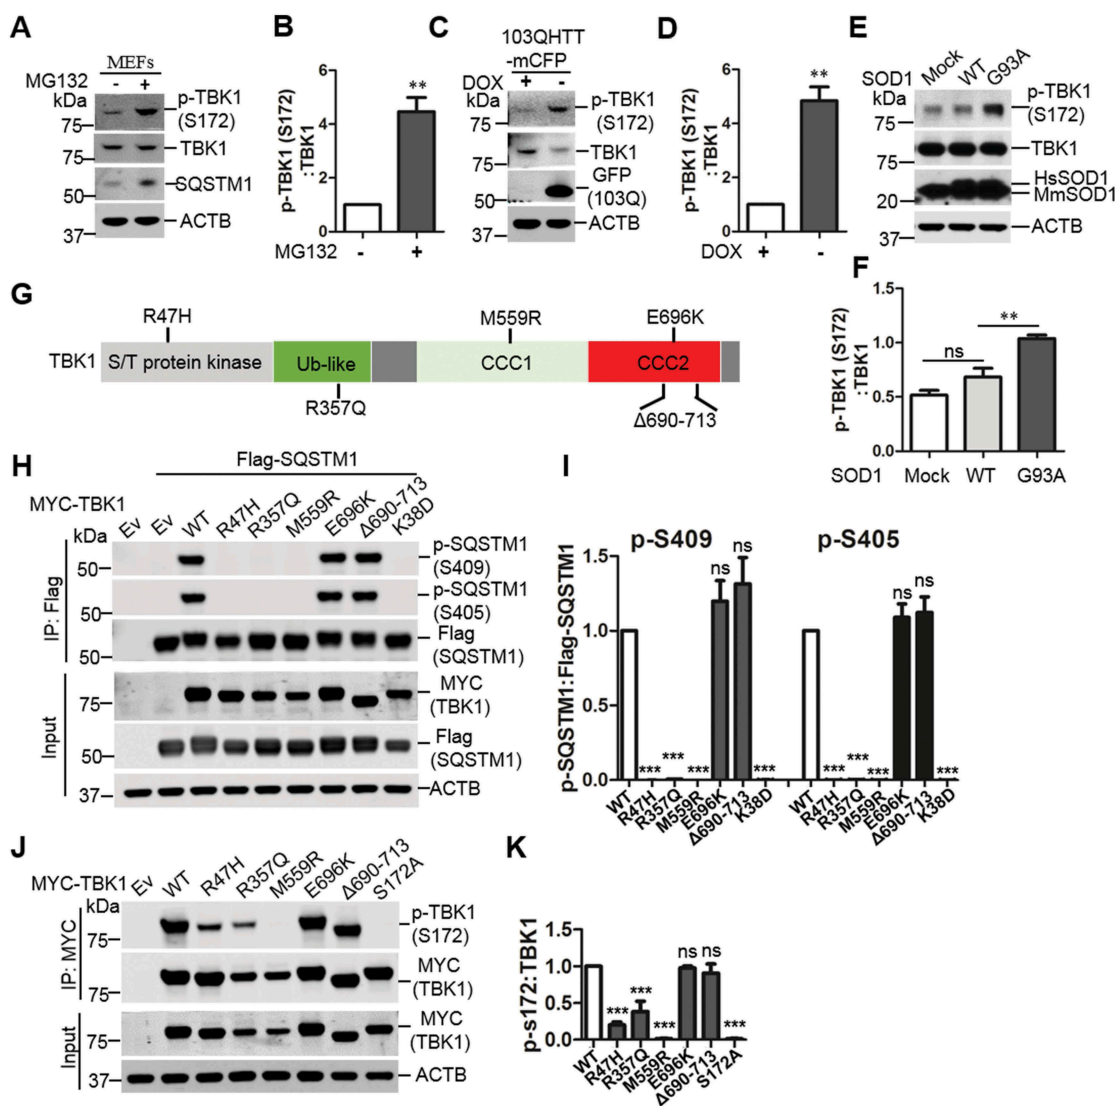 A
MEFs
MG132 - +
kDa
p-TBK1
(S172)
75
TBK1
75
SQSTM1
50
ACTB
37
B
p-TBK1 (S172)
:TBK1
6
4
2
0
**
MG132 - +
C
103QHTT
-mCFP
DOX + -
kDa
p-TBK1
(S172)
75
TBK1
75
GFP
(103Q)
50
ACTB
37
D
p-TBK1 (S172)
:TBK1
6
4
2
0
**
DOX + -
E
SOD1 Mock WT G93A
kDa
p-TBK1
(S172)
75
TBK1
75
HsSOD1
MmSOD1
20
ACTB
37
F
p-TBK1 (S172)
:TBK1
1.5
1.0
0.5
0.0
ns
**
SOD1 Mock WT G93A
G
R47H M559R E696K
TBK1 S/T protein kinase Ub-like CCC1 CCC2
R357Q Δ690-713
H
Flag-SQSTM1
MYC-TBK1 Ev Ev WT R47H R357Q M559R E696K Δ690-713 K38D
kDa
IP: Flag
p-SQSTM1
(S409)
50
p-SQSTM1
(S405)
50
Flag
(SQSTM1)
50
Input
MYC
(TBK1)
75
Flag
(SQSTM1)
50
ACTB
37
I
p-SQSTM1:Flag-SQSTM1
p-S409 p-S405
1.5
1.0
0.5
0.0
*** *** *** ns ns *** *** *** *** ns ns ***
WT R47H R357Q M559R E696K Δ690-713 K38D WT R47H R357Q M559R E696K Δ690-713 K38D
J
MYC-TBK1 Ev WT R47H R357Q M559R E696K Δ690-713 S172A
kDa
IP: MYC
p-TBK1
(S172)
75
MYC
(TBK1)
75
Input
MYC
(TBK1)
75
ACTB
37
K
p-s172:TBK1
1.5
1.0
0.5
0.0
*** *** *** ns ns ***
WT R47H R357Q M559R E696K Δ690-713 S172A